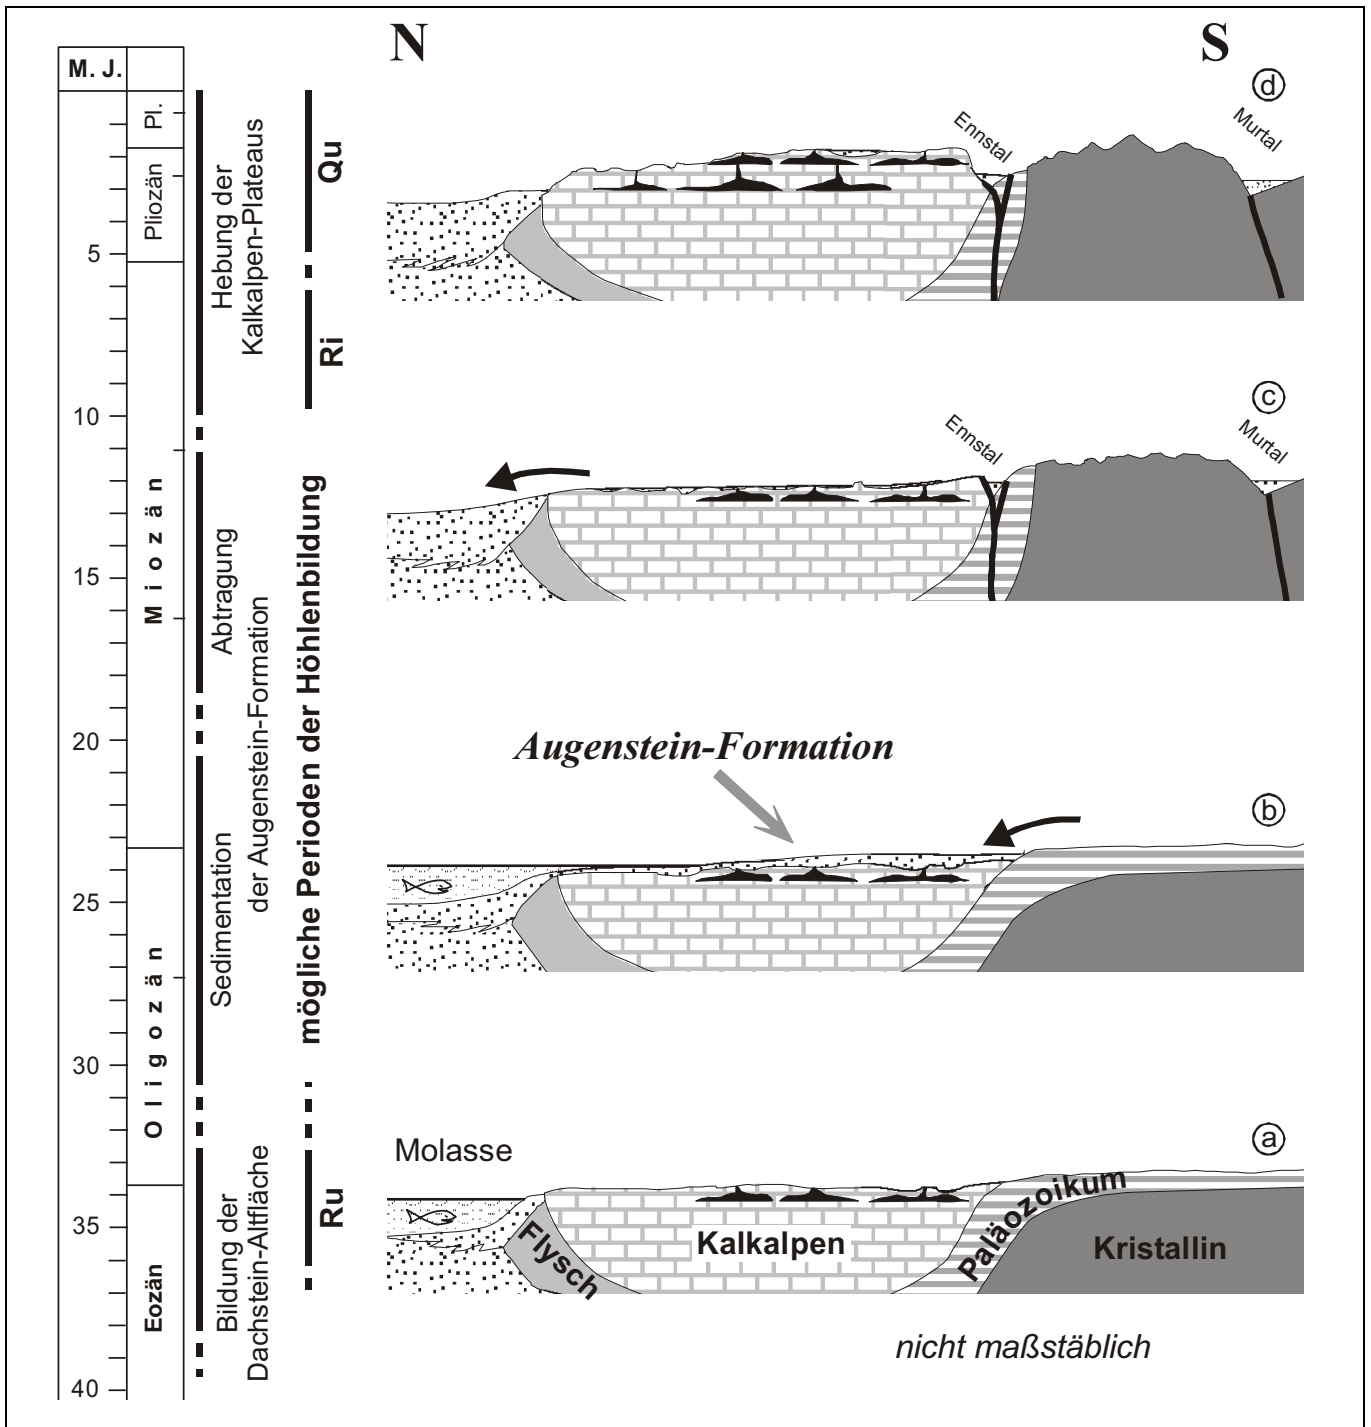 N
S
M. J.
Pl.
Pliozän
Miozän
Oligozän
Eozän
5
10
15
20
25
30
35
40
Hebung der
Kalkalpen-Plateaus
Abtragung
Sedimentation
der Augenstein-Formation
Bildung der
Dachstein-Altfläche
mögliche Perioden der Höhlenbildung
Qu
Ri
Ru
d
Ennstal
Murtal
c
Ennstal
Murtal
Augenstein-Formation
b
Molasse
a
Flysch
Kalkalpen
Paläozoikum
Kristallin
nicht maßstäblich